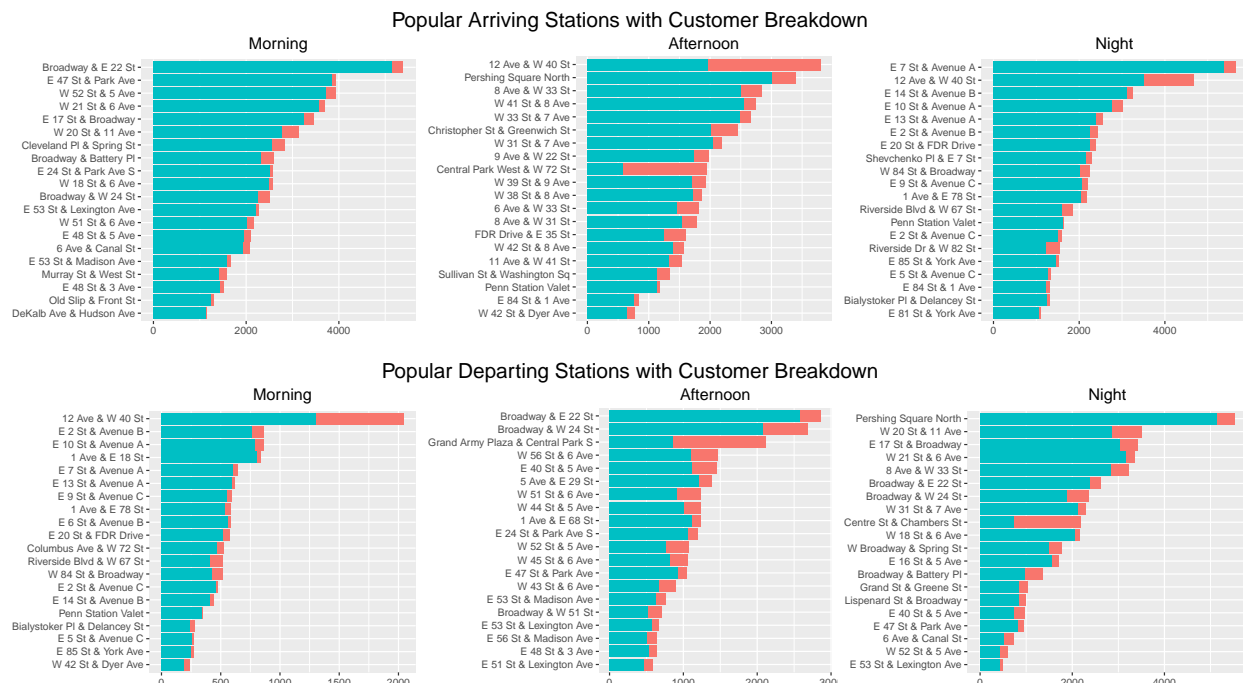 Popular Arriving Stations with Customer Breakdown
Morning
Broadway & E 22 St
E 47 St & Park Ave
W 52 St & 5 Ave
W 21 St & 6 Ave
E 17 St & Broadway
W 20 St & 11 Ave
Cleveland Pl & Spring St
Broadway & Battery Pl
E 24 St & Park Ave S
W 18 St & 6 Ave
Broadway & W 24 St
E 53 St & Lexington Ave
W 51 St & 6 Ave
E 48 St & 5 Ave
6 Ave & Canal St
E 53 St & Madison Ave
Murray St & West St
E 48 St & 3 Ave
Old Slip & Front St
DeKalb Ave & Hudson Ave
0 2000 4000
Afternoon
12 Ave & W 40 St
Pershing Square North
8 Ave & W 33 St
W 41 St & 8 Ave
W 33 St & 7 Ave
Christopher St & Greenwich St
W 31 St & 7 Ave
9 Ave & W 22 St
Central Park West & W 72 St
W 39 St & 9 Ave
W 38 St & 8 Ave
6 Ave & W 33 St
8 Ave & W 31 St
FDR Drive & E 35 St
W 42 St & 8 Ave
11 Ave & W 41 St
Sullivan St & Washington Sq
Penn Station Valet
E 84 St & 1 Ave
W 42 St & Dyer Ave
0 1000 2000 3000
Night
E 7 St & Avenue A
12 Ave & W 40 St
E 14 St & Avenue B
E 10 St & Avenue A
E 13 St & Avenue A
E 2 St & Avenue B
E 20 St & FDR Drive
Shevchenko Pl & E 7 St
W 84 St & Broadway
E 9 St & Avenue C
1 Ave & E 78 St
Riverside Blvd & W 67 St
Penn Station Valet
E 2 St & Avenue C
Riverside Dr & W 82 St
E 85 St & York Ave
E 5 St & Avenue C
E 84 St & 1 Ave
Bialystoker Pl & Delancey St
E 81 St & York Ave
0 2000 4000
Popular Departing Stations with Customer Breakdown
Morning
12 Ave & W 40 St
E 2 St & Avenue B
E 10 St & Avenue A
1 Ave & E 18 St
E 7 St & Avenue A
E 13 St & Avenue A
E 9 St & Avenue C
1 Ave & E 78 St
E 6 St & Avenue B
E 20 St & FDR Drive
Columbus Ave & W 72 St
Riverside Blvd & W 67 St
W 84 St & Broadway
E 2 St & Avenue C
E 14 St & Avenue B
Penn Station Valet
Bialystoker Pl & Delancey St
E 5 St & Avenue C
E 85 St & York Ave
W 42 St & Dyer Ave
0 500 1000 1500 2000
Afternoon
Broadway & E 22 St
Broadway & W 24 St
Grand Army Plaza & Central Park S
W 56 St & 6 Ave
E 40 St & 5 Ave
5 Ave & E 29 St
W 51 St & 6 Ave
W 44 St & 5 Ave
1 Ave & E 68 St
E 24 St & Park Ave S
W 52 St & 5 Ave
W 45 St & 6 Ave
E 47 St & Park Ave
W 43 St & 6 Ave
E 53 St & Madison Ave
Broadway & W 51 St
E 53 St & Lexington Ave
E 56 St & Madison Ave
E 48 St & 3 Ave
E 51 St & Lexington Ave
0 1000 2000
Night
Pershing Square North
W 20 St & 11 Ave
E 17 St & Broadway
W 21 St & 6 Ave
8 Ave & W 33 St
Broadway & E 22 St
Broadway & W 24 St
W 31 St & 7 Ave
Centre St & Chambers St
W 18 St & 6 Ave
W Broadway & Spring St
E 16 St & 5 Ave
Broadway & Battery Pl
Grand St & Greene St
Lispenard St & Broadway
E 40 St & 5 Ave
E 47 St & Park Ave
6 Ave & Canal St
W 52 St & 5 Ave
E 53 St & Lexington Ave
0 2000 4000